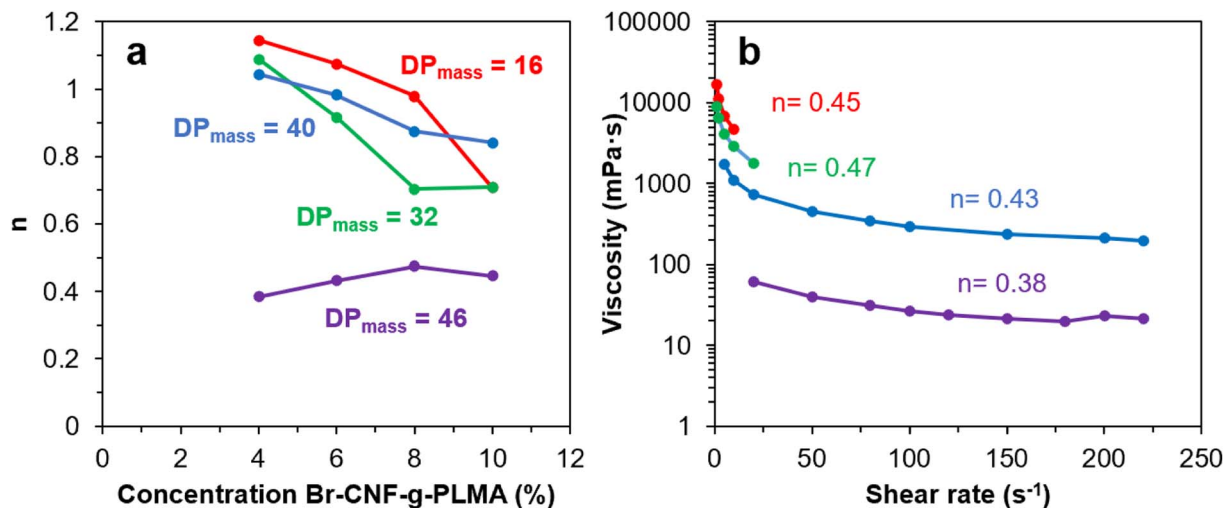 a
1.2
1
0.8
0.6
0.4
0.2
0
n
DPmass = 16
DPmass = 40
DPmass = 32
DPmass = 46
0 2 4 6 8 10 12
Concentration Br-CNF-g-PLMA (%)
b
100000
10000
1000
100
10
1
Viscosity (mPa·s)
n= 0.45
n= 0.47
n= 0.43
n= 0.38
0 50 100 150 200 250
Shear rate (s-1)